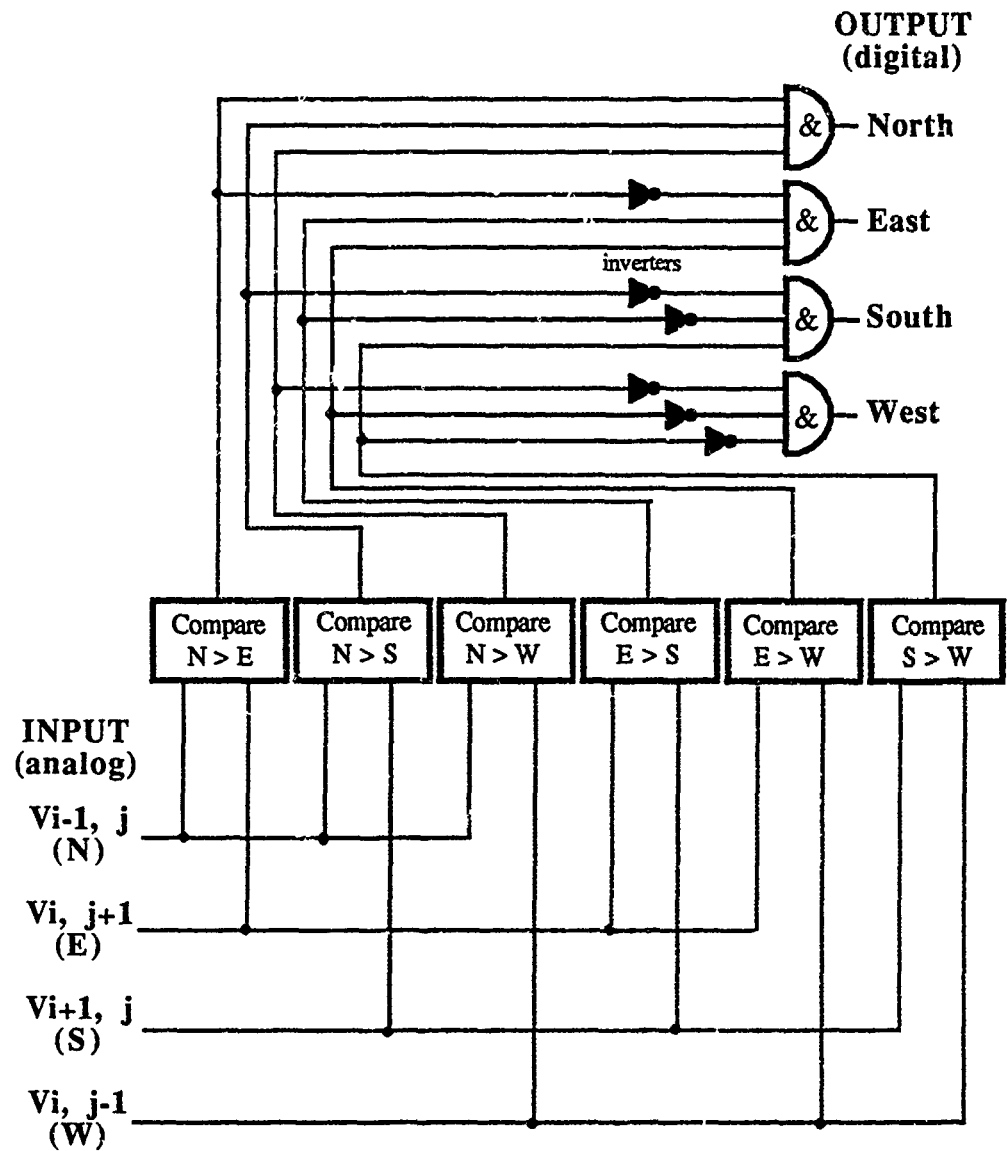 OUTPUT
(digital)
& North
& East
inverters
& South
& West
Compare
N > E
Compare
N > S
Compare
N > W
Compare
E > S
Compare
E > W
Compare
S > W
INPUT
(analog)
Vi-1, j
(N)
Vi, j+1
(E)
Vi+1, j
(S)
Vi, j-1
(W)